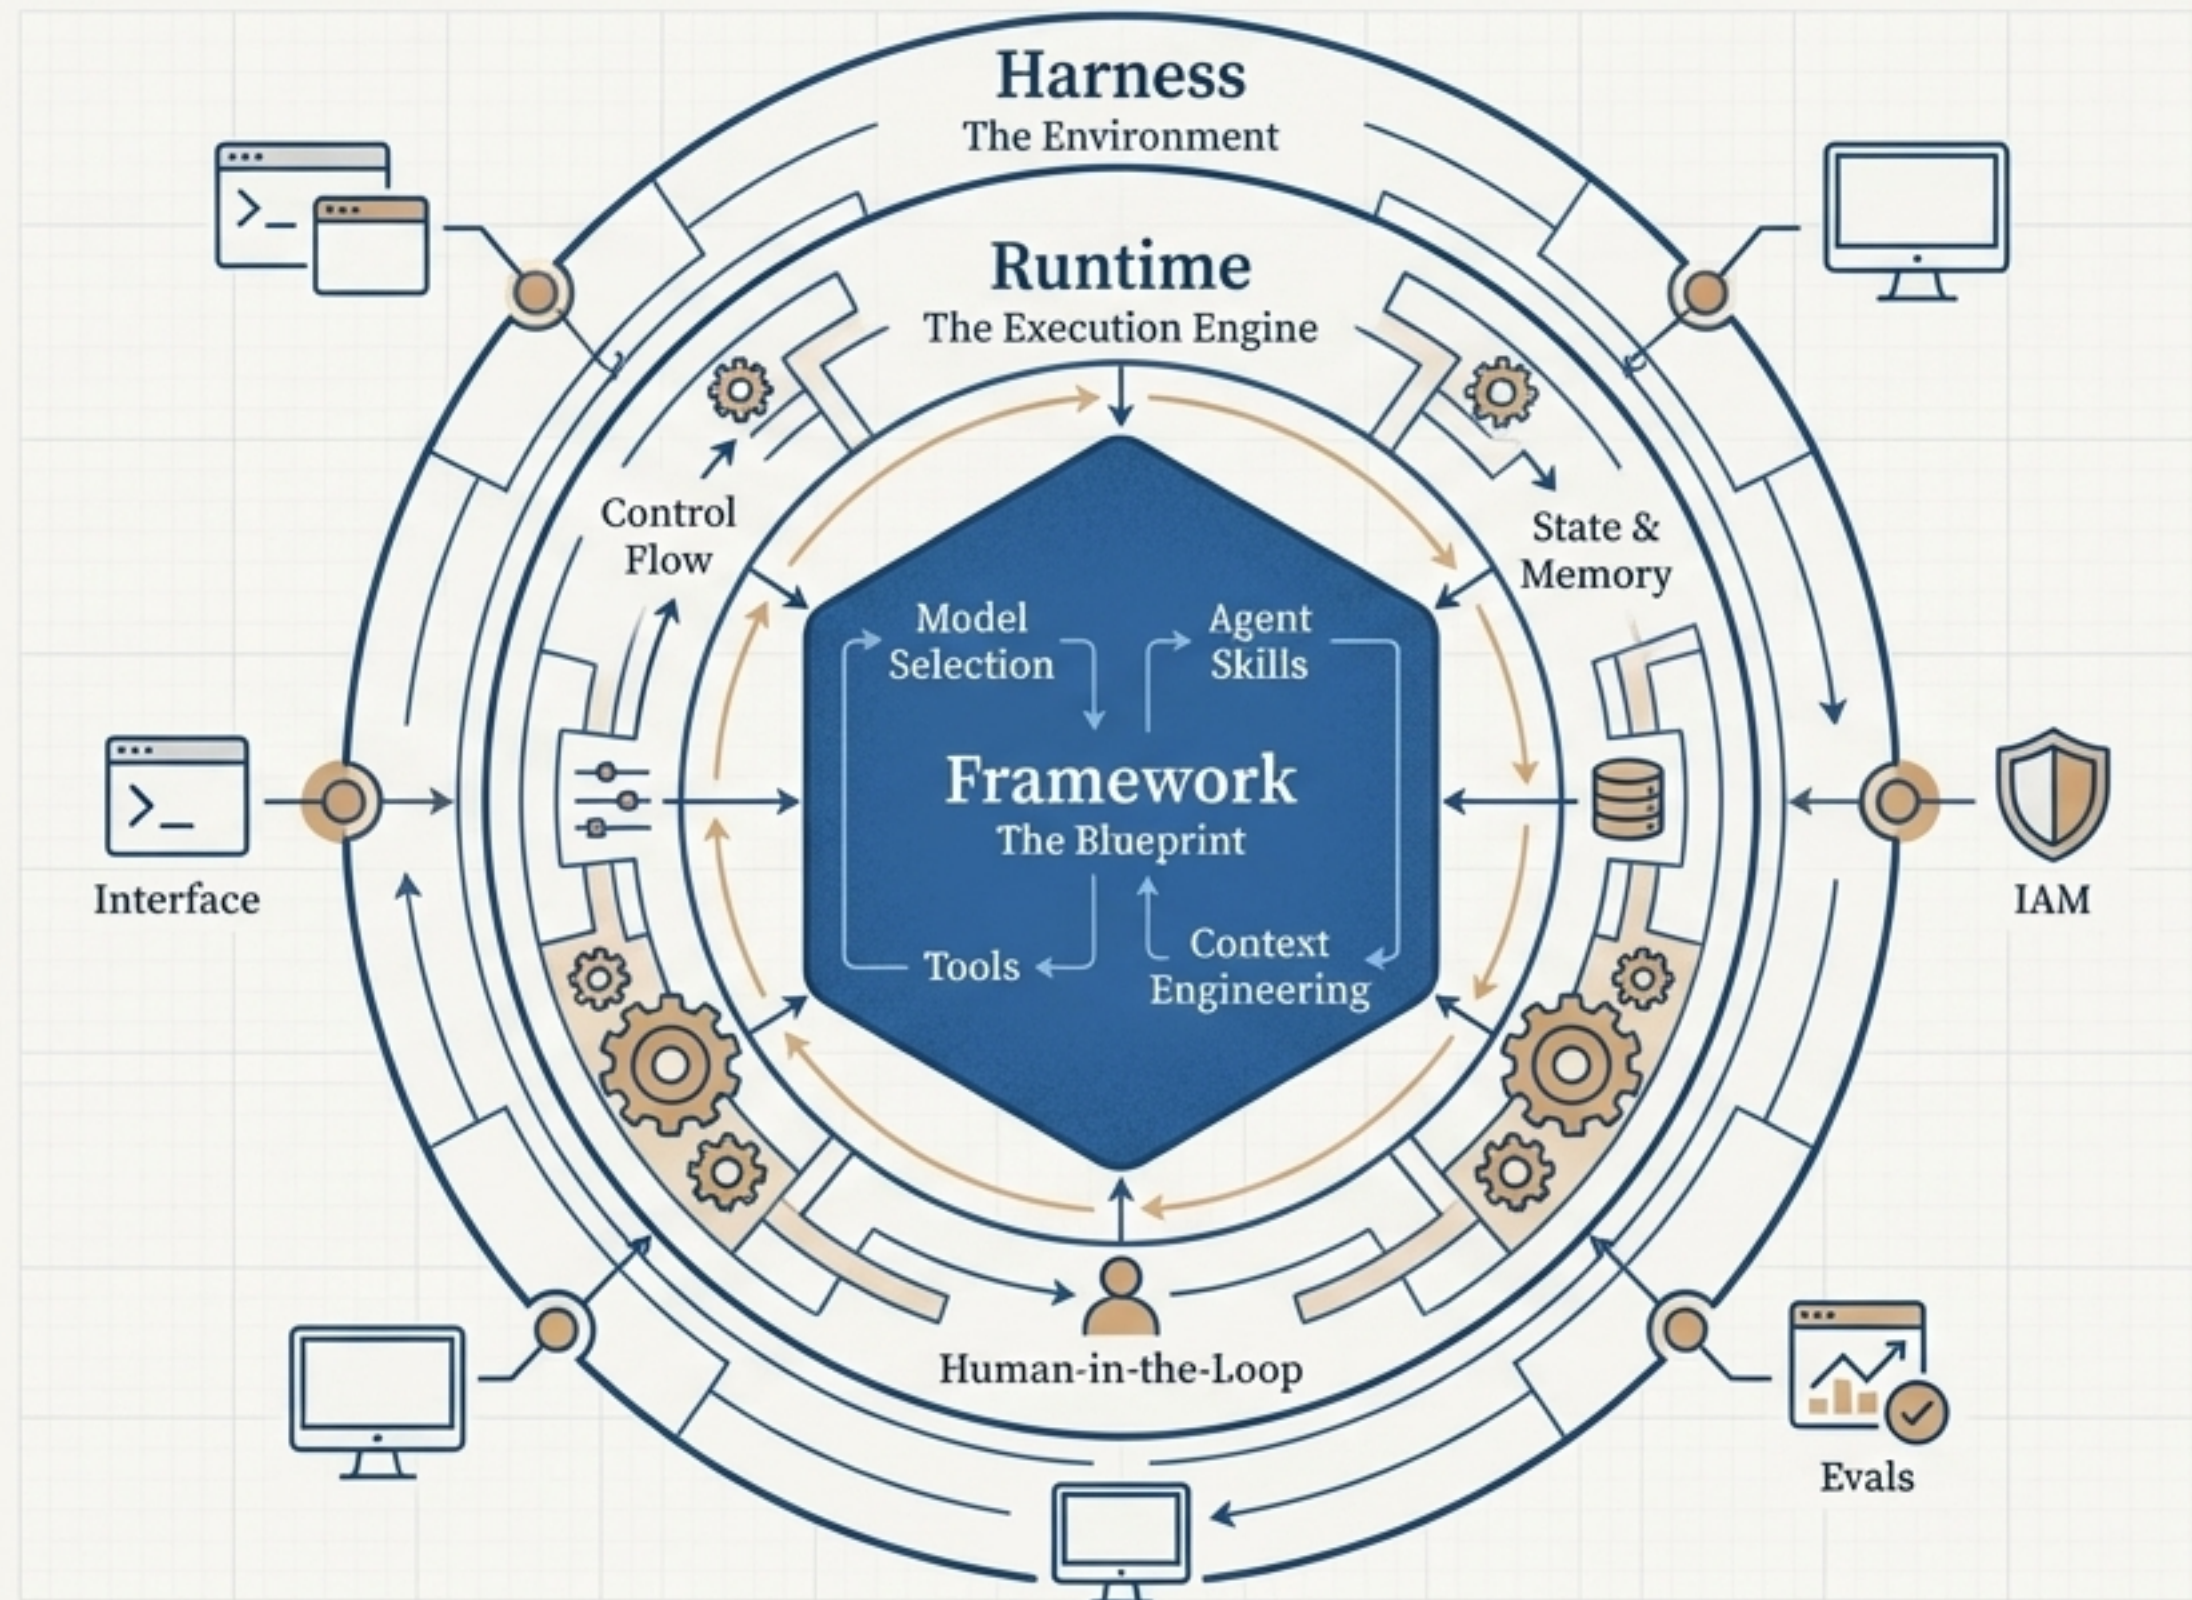 Harness
The Environment
Runtime
The Execution Engine
Control
Flow
State &
Memory
Model
Selection
Agent
Skills
Framework
The Blueprint
Tools
Context
Engineering
Interface
IAM
Human-in-the-Loop
Evals